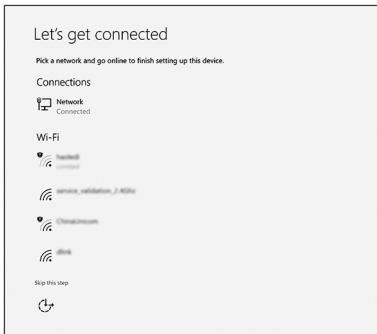 Let's get connected
Pick a network and go online to finish setting up this device.
Connections
Network
Connected
Wi-Fi
service_validation_2.4Ghz
ChinaUnicom
dlink
Skip this step